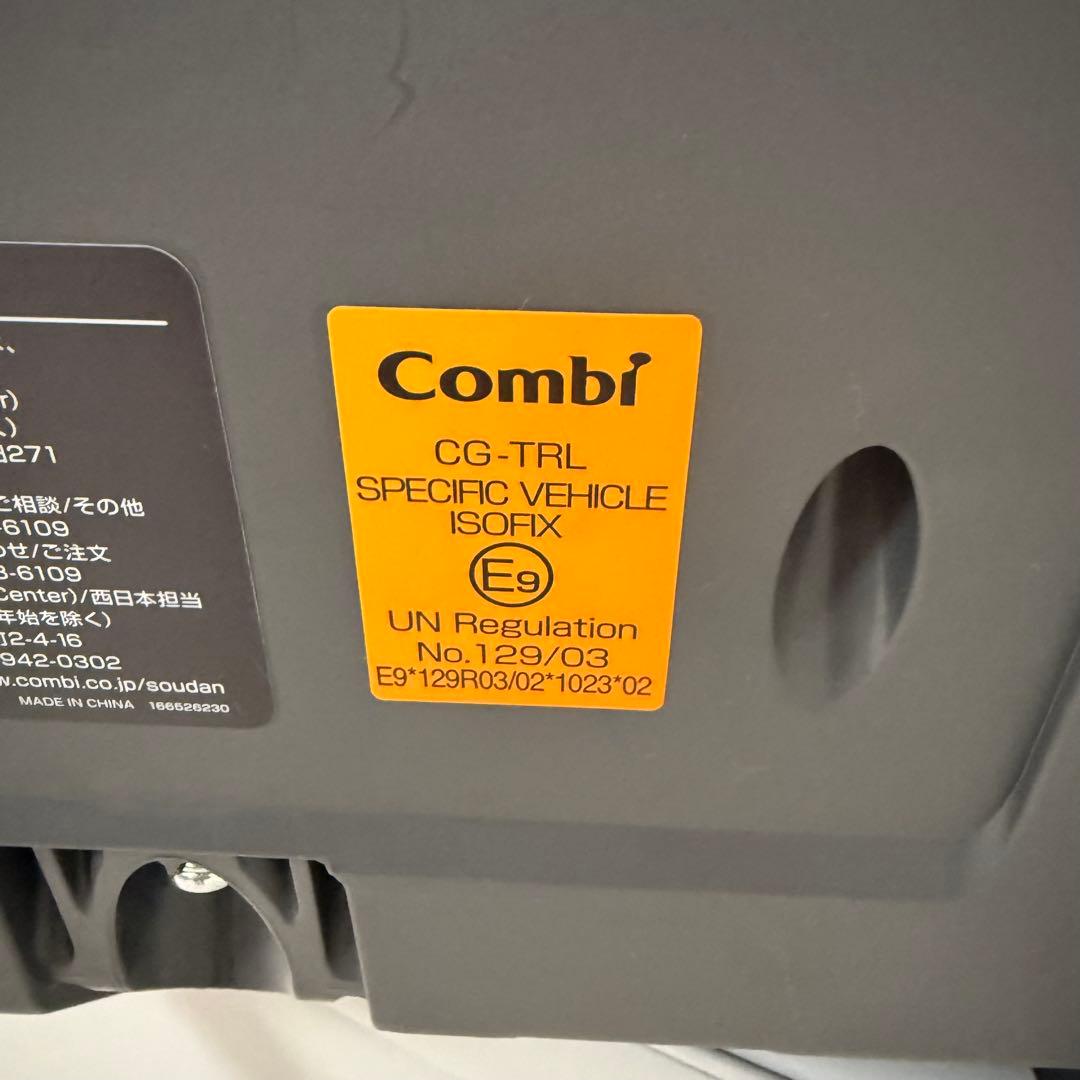 271
ご相談/その他
-6109
わせ/ご注文
-6109
Center)/西日本担当
年始を除く)
2-4-16
942-0302
w.combi.co.jp/soudan
MADE IN CHINA 166526230
Combi
CG-TRL
SPECIFIC VEHICLE
ISOFIX
E9
UN Regulation
No.129/03
E9*129R03/02*1023*02